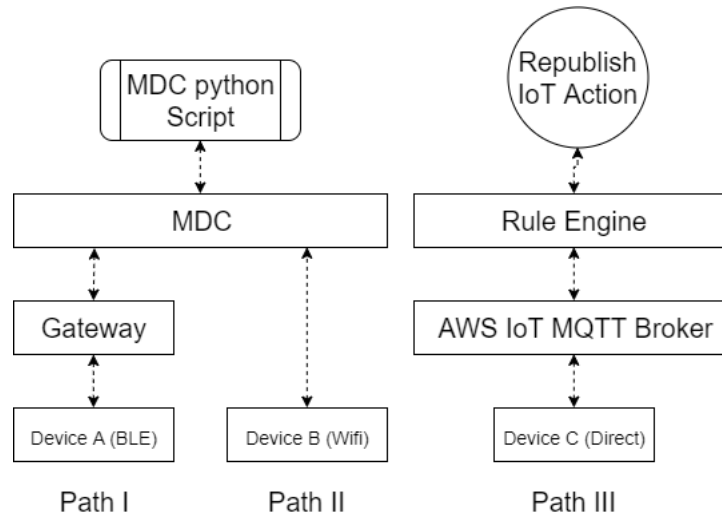 MDC python
Script
Republish
IoT Action
MDC
Rule Engine
Gateway
AWS IoT MQTT Broker
Device A (BLE)
Device B (Wifi)
Device C (Direct)
Path I
Path II
Path III